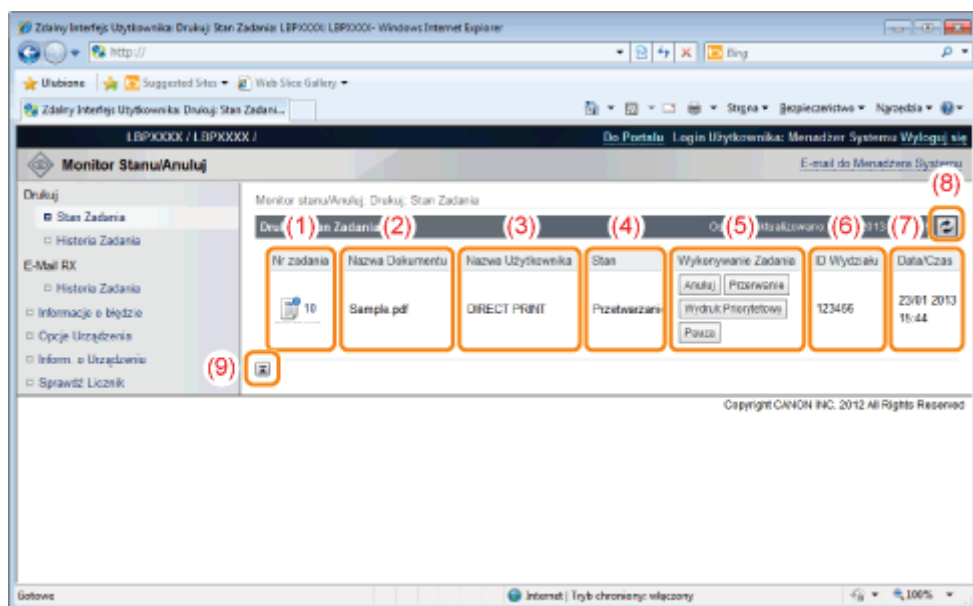 Zdalny Interfejs Użytkownika: Drukuj: Stan Zadania: LBPXXXX: LBPXXXX - Windows Internet Explorer
http://
Bing
Ulubione Suggested Sites Web Slice Gallery
Zdalny Interfejs Użytkownika: Drukuj: Stan Zadani...
Strona Bezpieczeństwo Narzędzia
LBPXXXX / LBPXXXX /
Do Portalu Login Użytkownika: Menadżer Systemu Wyloguj się
Monitor Stanu/Anuluj
E-mail do Menadżera Systemu
(8)
Drukuj
Stan Zadania
Historia Zadania
E-Mail RX
Historia Zadania
Informacje o błędzie
Opcje Urządzenia
Inform. o Urządzeniu
Sprawdź Licznik
Monitor stanu/Anuluj: Drukuj: Stan Zadania
(1) Zadania (2) (3) (4) (5) (6) (7)
Nr zadania Nazwa Dokumentu Nazwa Użytkownika Stan Wykonywanie Zadania ID Wydziału Data/Czas
10 Sample.pdf DIRECT PRINT Przetwarzanie 123456 23/01 2013 15:44
Anuluj Przerwanie
Wydruk Priorytetowy
Pauza
(9)
Copyright CANON INC. 2012 All Rights Reserved
Gotowe
Internet | Tryb chroniony: włączony
100%